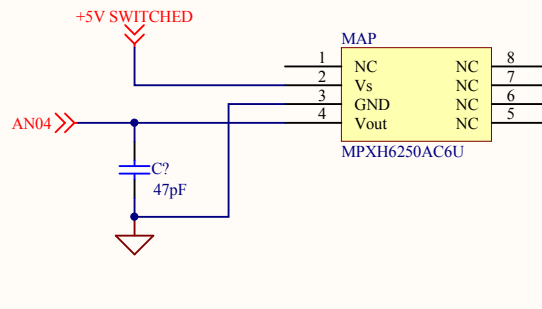 +5V SWITCHED
MAP
1 NC NC 8
2 Vs NC 7
3 GND NC 6
AN04 4 Vout NC 5
MPXH6250AC6U
C?
47pF